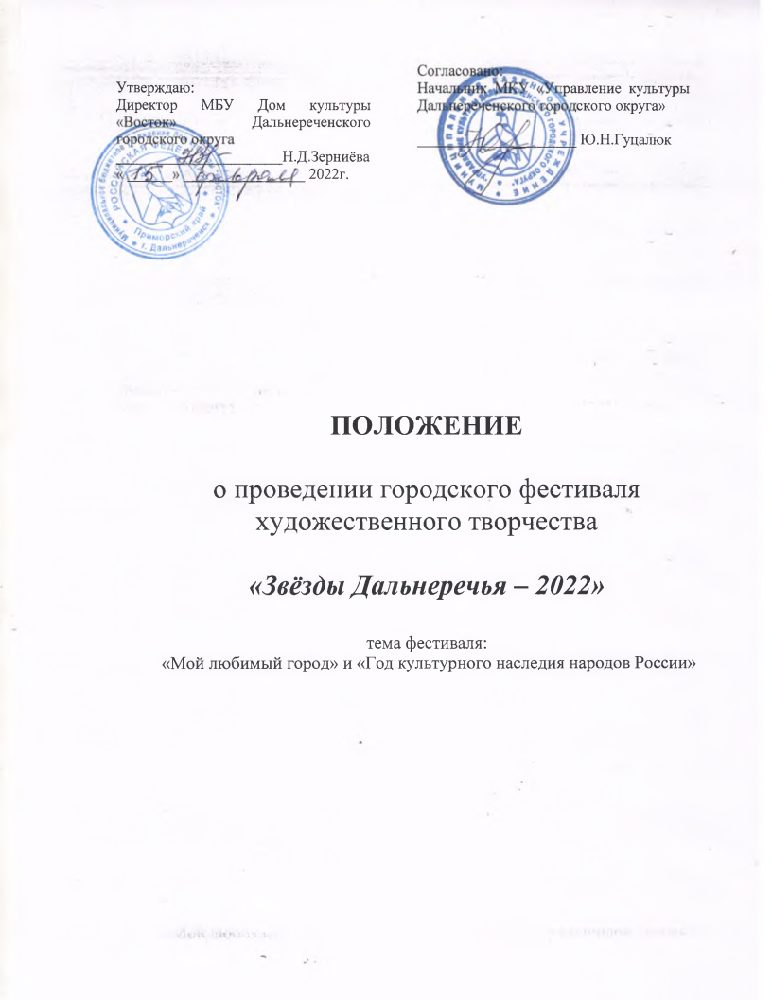 Утверждаю:
Директор МБУ Дом культуры
«Восток» Дальнереченского
городского округа
Н.Д.Зерниёва
« 15 » февраля 2022г.
Согласовано:
Начальник МКУ «Управление культуры
Дальнереченского городского округа»
Ю.Н.Гуцалюк
РОССИЙСКАЯ ФЕДЕРАЦИЯ
Приморский край
г. Дальнереченск
ПОЛОЖЕНИЕ
о проведении городского фестиваля
художественного творчества
«Звёзды Дальнеречья – 2022»
тема фестиваля:
«Мой любимый город» и «Год культурного наследия народов России»